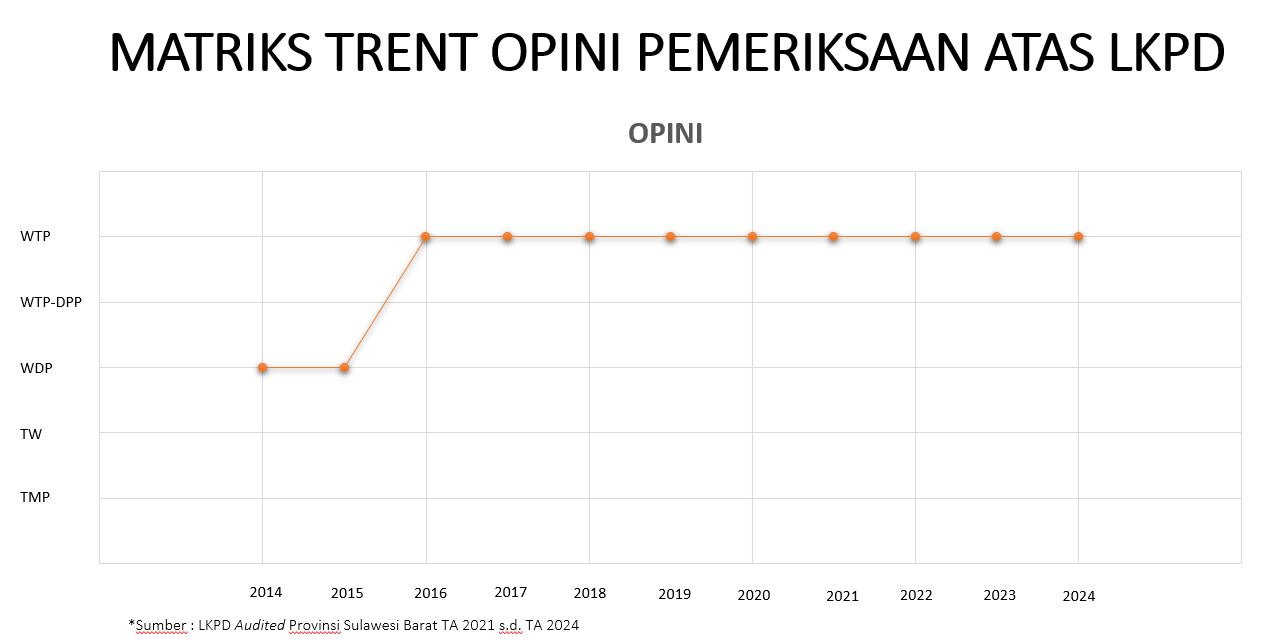 MATRIKS TRENT OPINI PEMERIKSAAN ATAS LKPD
OPINI
WTP
WTP-DPP
WDP
TW
TMP
2014 2015 2016 2017 2018 2019 2020 2021 2022 2023 2024
*Sumber : LKPD Audited Provinsi Sulawesi Barat TA 2021 s.d. TA 2024